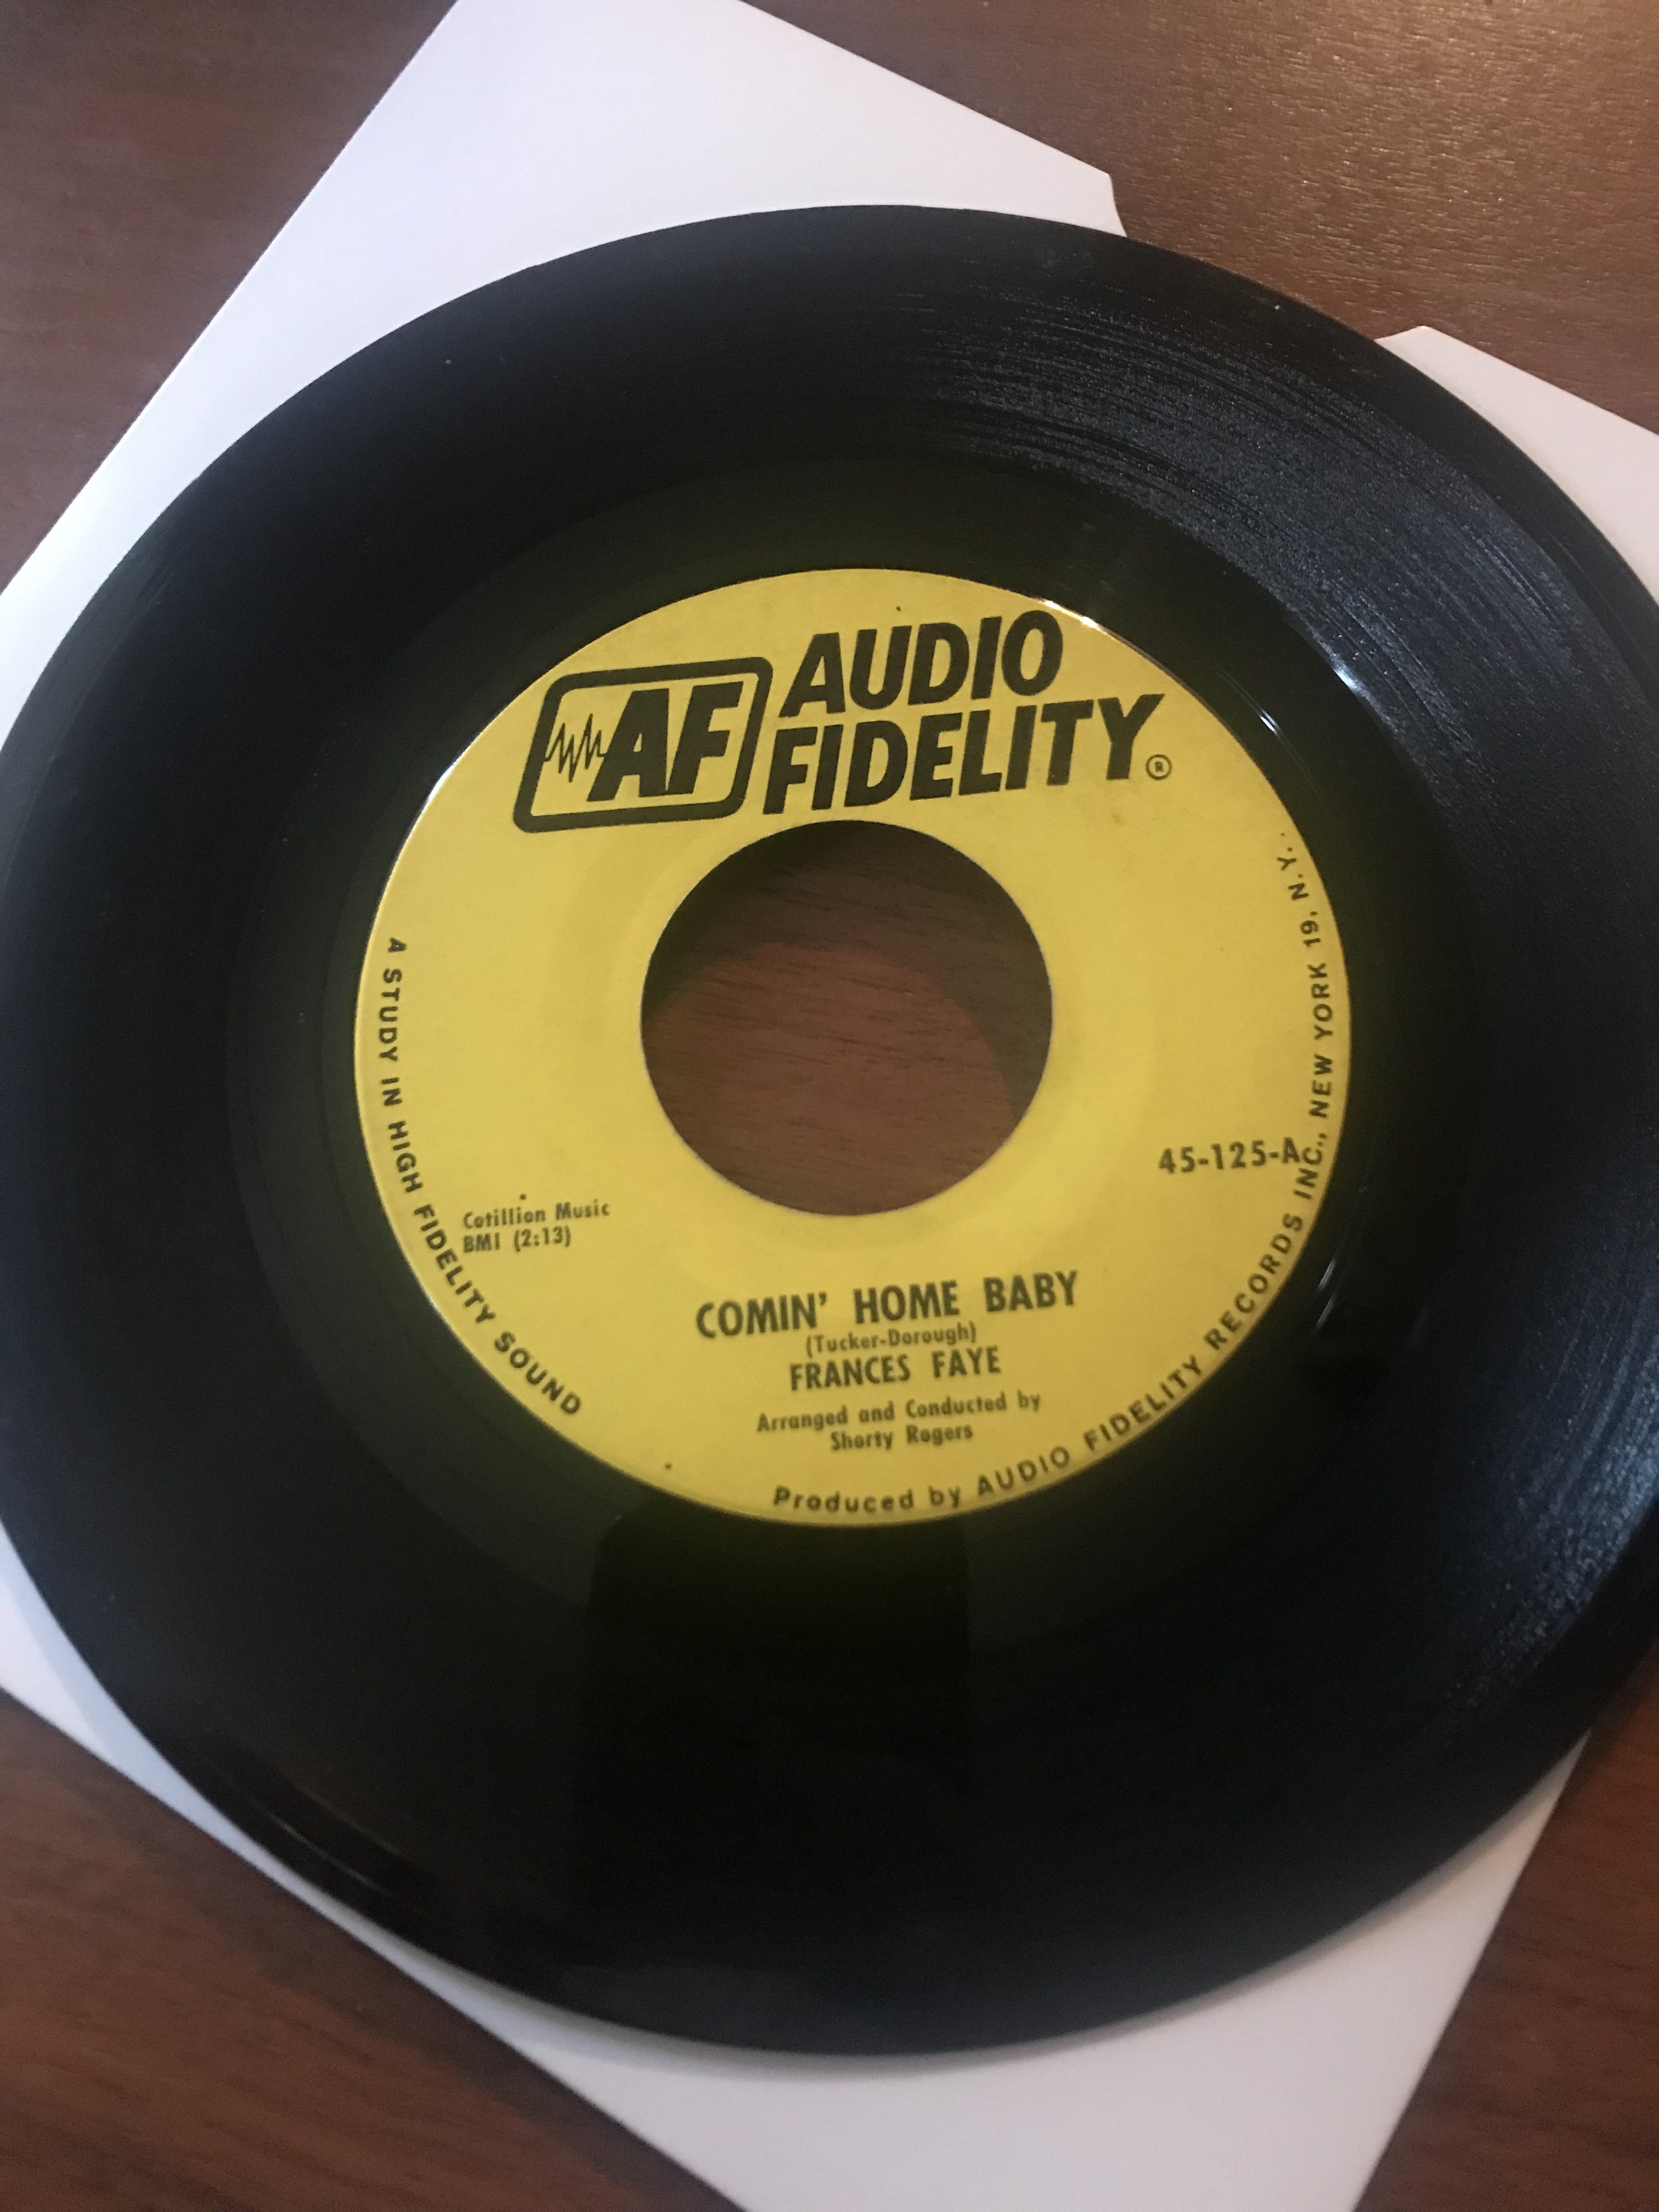 AF AUDIO
FIDELITY®
45-125-A
Cotillion Music
BMI (2:13)
COMIN' HOME BABY
(Tucker-Dorough)
FRANCES FAYE
Arranged and Conducted by
Shorty Rogers
A STUDY IN HIGH FIDELITY SOUND
Produced by AUDIO FIDELITY RECORDS INC., NEW YORK 19, N.Y.